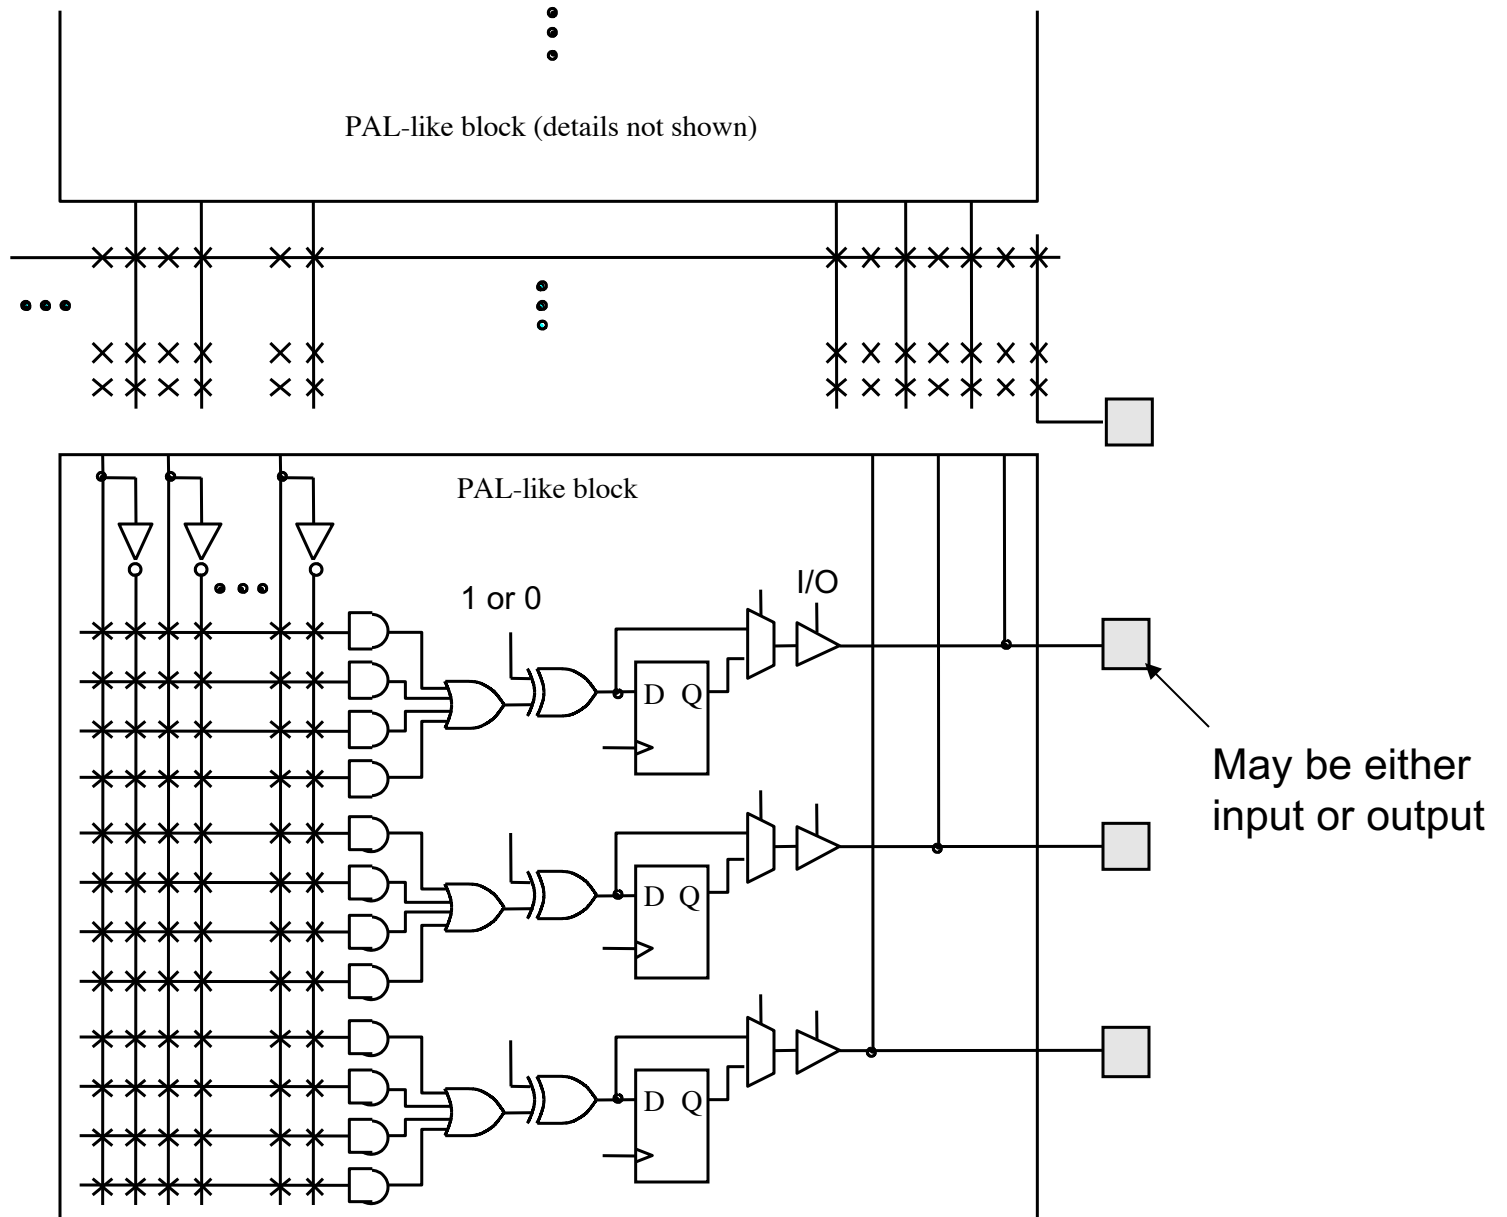 PAL-like block (details not shown)
PAL-like block
1 or 0
I/O
D Q
May be either
input or output
D Q
D Q